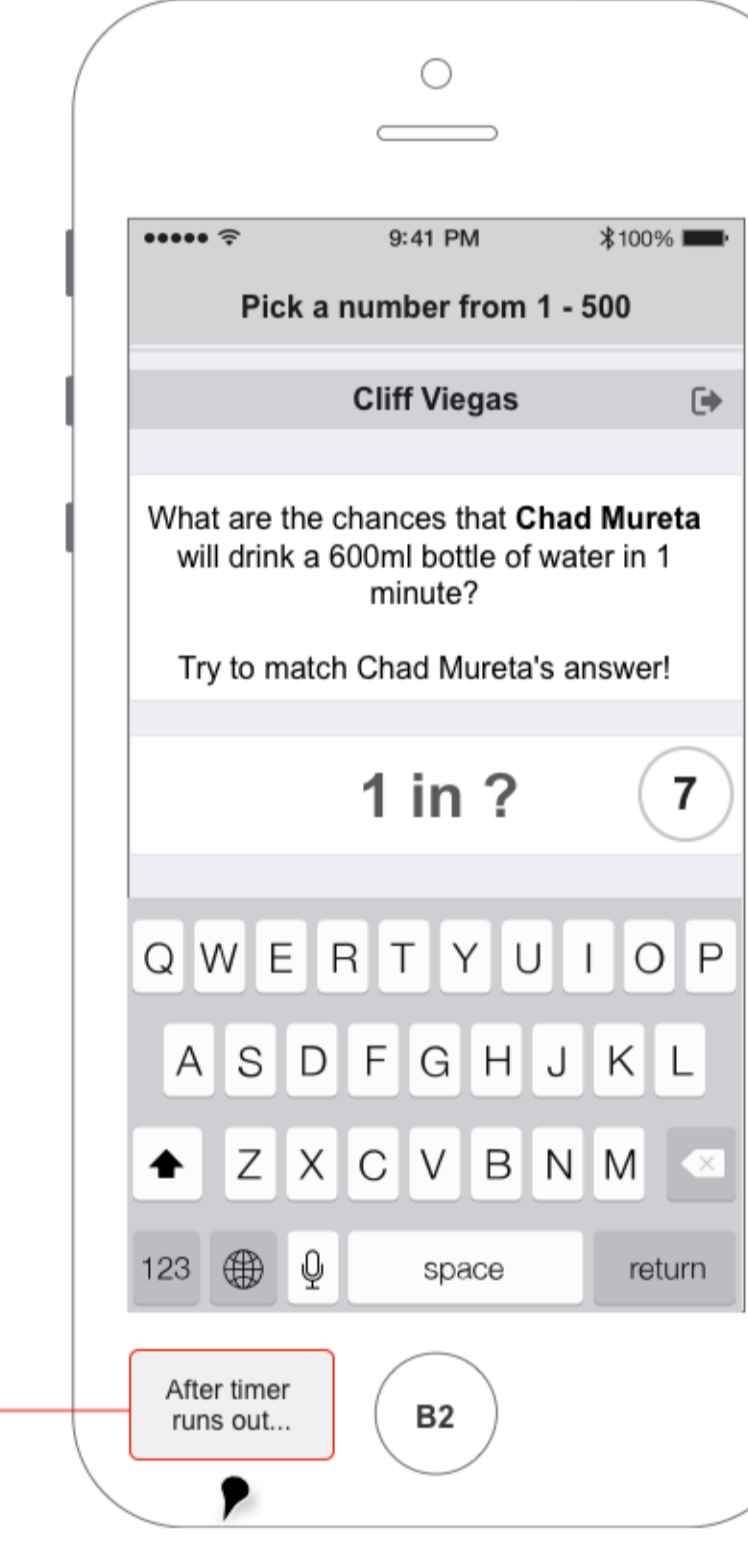 9:41 PM 100%
Pick a number from 1 - 500
Cliff Viegas
What are the chances that Chad Mureta
will drink a 600ml bottle of water in 1
minute?
Try to match Chad Mureta's answer!
1 in ? 7
Q W E R T Y U I O P
A S D F G H J K L
Z X C V B N M
123 space return
After timer
runs out...
B2